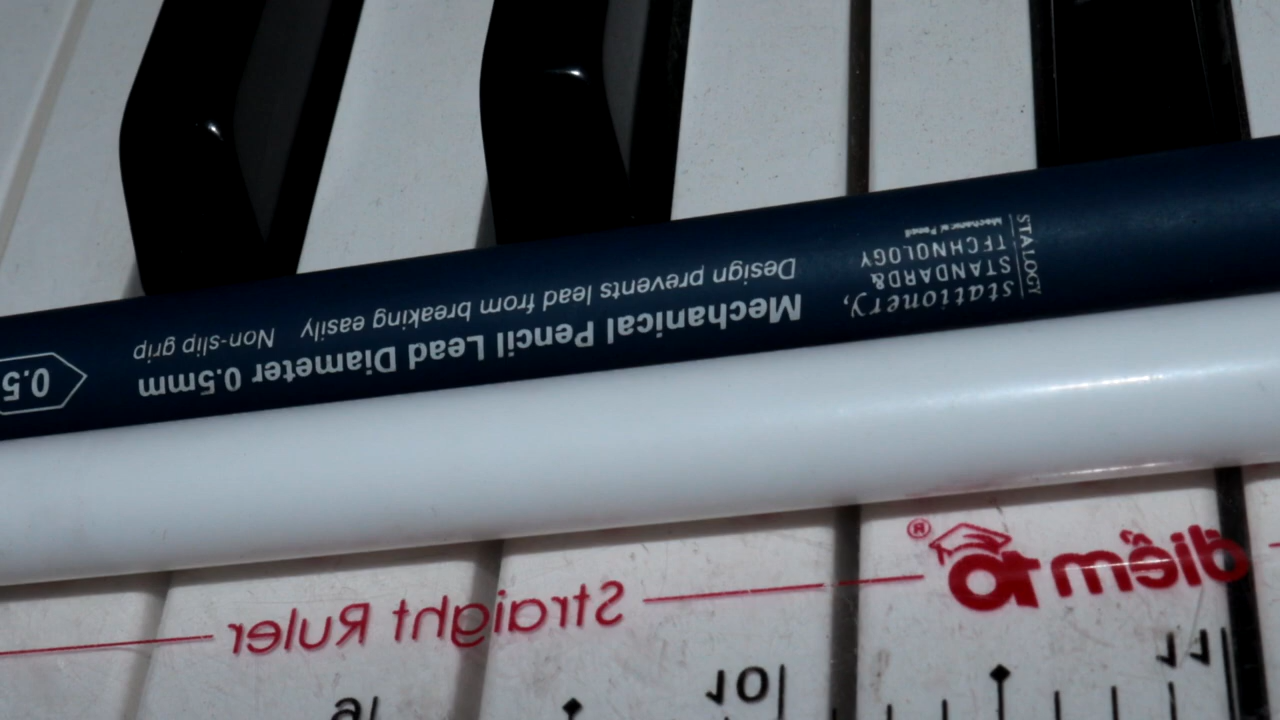 STALOGY
stationery,
STANDARD&
TECHNOLOGY
Mechanical Pencil
Mechanical Pencil Lead Diameter 0.5mm
Design prevents lead from breaking easily Non-slip grip
0.5
điểm 10®
Straight Ruler
11
10